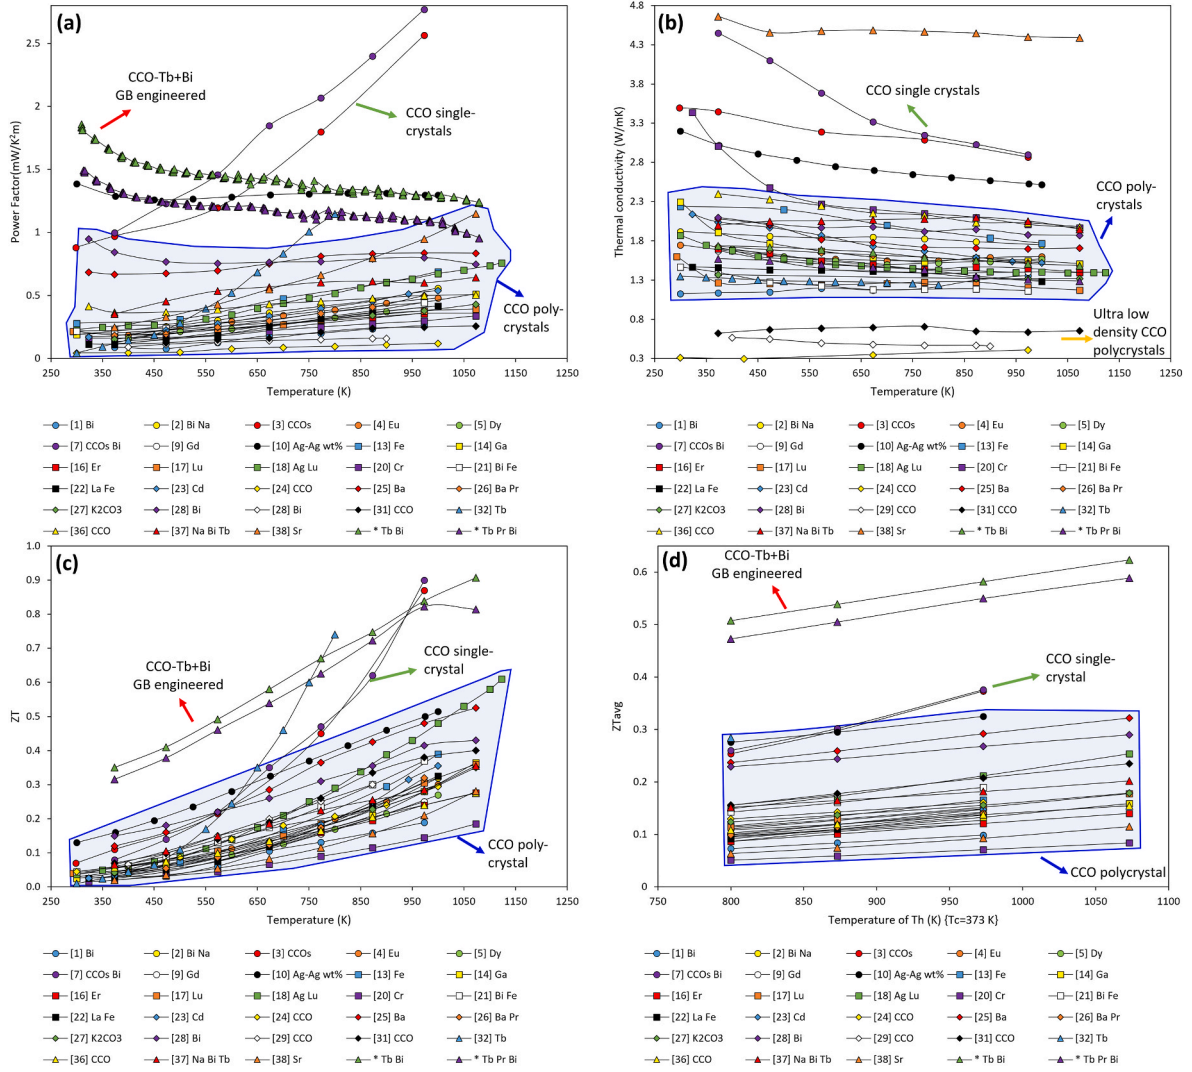 (a)
CCO-Tb+Bi
GB engineered
CCO single-
crystals
CCO poly-
crystals
Power Factor(mW/K²m)
2.5
2
1.5
1
0.5
0
250 350 450 550 650 750 850 950 1050 1150 1250
Temperature (K)
(b)
CCO single crystals
CCO poly-
crystals
Ultra low
density CCO
polycrystals
Thermal conductivity (W/mK)
4.8
4.3
3.8
3.3
2.8
2.3
1.8
1.3
0.8
0.3
250 350 450 550 650 750 850 950 1050 1150 1250
Temperature (K)
[1] Bi [2] Bi Na [3] CCOs [4] Eu [5] Dy
[7] CCOs Bi [9] Gd [10] Ag-Ag wt% [13] Fe [14] Ga
[16] Er [17] Lu [18] Ag Lu [20] Cr [21] Bi Fe
[22] La Fe [23] Cd [24] CCO [25] Ba [26] Ba Pr
[27] K2CO3 [28] Bi [28] Bi [31] CCO [32] Tb
[36] CCO [37] Na Bi Tb [38] Sr * Tb Bi * Tb Pr Bi
[1] Bi [2] Bi Na [3] CCOs [4] Eu [5] Dy
[7] CCOs Bi [9] Gd [10] Ag-Ag wt% [13] Fe [14] Ga
[16] Er [17] Lu [18] Ag Lu [20] Cr [21] Bi Fe
[22] La Fe [23] Cd [24] CCO [25] Ba [26] Ba Pr
[27] K2CO3 [28] Bi [29] CCO [31] CCO [32] Tb
[36] CCO [37] Na Bi Tb [38] Sr * Tb Bi * Tb Pr Bi
(c)
CCO-Tb+Bi
GB engineered
CCO single-
crystal
CCO poly-
crystal
ZT
1.0
0.9
0.8
0.7
0.6
0.5
0.4
0.3
0.2
0.1
0.0
250 350 450 550 650 750 850 950 1050 1150 1250
Temperature (K)
(d)
CCO-Tb+Bi
GB engineered
CCO single-
crystal
CCO polycrystal
ZTavg
0.6
0.5
0.4
0.3
0.2
0.1
0
750 800 850 900 950 1000 1050 1100
Temperature of Th (K) {Tc=373 K}
[1] Bi [2] Bi Na [3] CCOs [4] Eu [5] Dy
[7] CCOs Bi [9] Gd [10] Ag-Ag wt% [13] Fe [14] Ga
[16] Er [17] Lu [18] Ag Lu [20] Cr [21] Bi Fe
[22] La Fe [23] Cd [24] CCO [25] Ba [26] Ba Pr
[27] K2CO3 [28] Bi [29] CCO [31] CCO [32] Tb
[36] CCO [37] Na Bi Tb [38] Sr * Tb Bi * Tb Pr Bi
[1] Bi [2] Bi Na [3] CCOs [4] Eu [5] Dy
[7] CCOs Bi [9] Gd [10] Ag-Ag wt% [13] Fe [14] Ga
[16] Er [17] Lu [18] Ag Lu [20] Cr [21] Bi Fe
[22] La Fe [23] Cd [24] CCO [25] Ba [26] Ba Pr
[27] K2CO3 [28] Bi [29] CCO [31] CCO [32] Tb
[36] CCO [37] Na Bi Tb [38] Sr * Tb Bi * Tb Pr Bi